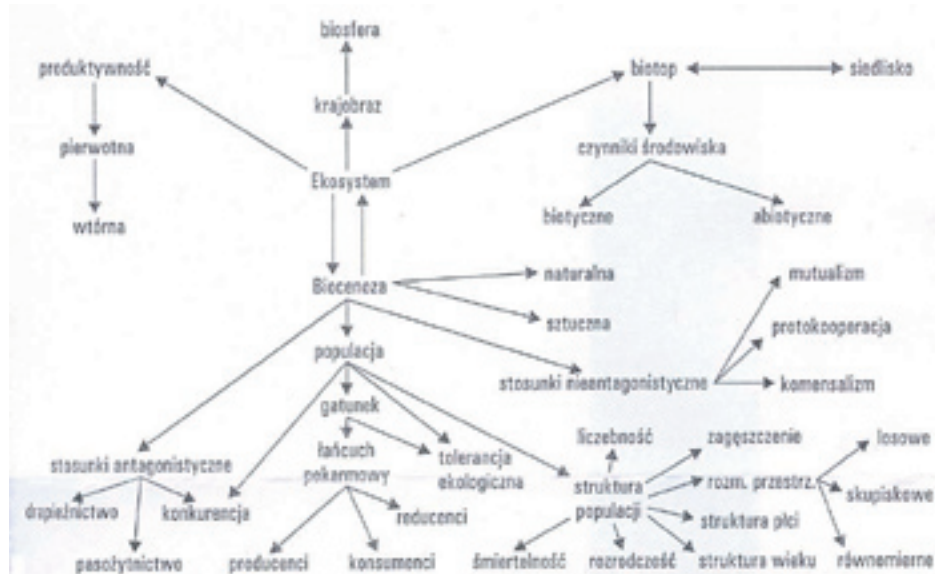 biosfera
produktywność
biotop
siedlisko
krajobraz
pierwotna
czynniki środowiska
Ekosystem
wtórna
biotyczne
abiotyczne
naturalna
mutualizm
Biocenoza
sztuczna
protokooperacja
populacja
stosunki nieantagonistyczne
komensalizm
gatunek
liczebność
zagęszczenie
losowe
stosunki antagonistyczne
łańcuch
pokarmowy
tolerancja
ekologiczna
struktura
populacji
rozm. przestrz.
skupiskowe
drapieżnictwo
konkurencja
reducenci
struktura płci
pasożytnictwo
producenci
konsumenci
śmiertelność
rozrodczość
struktura wieku
równomierne